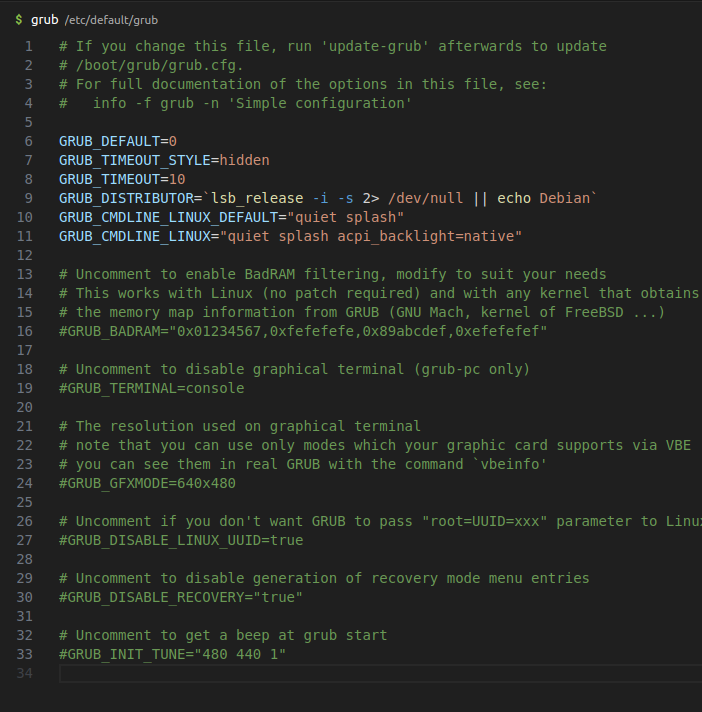 $ grub /etc/default/grub
1 # If you change this file, run 'update-grub' afterwards to update
2 # /boot/grub/grub.cfg.
3 # For full documentation of the options in this file, see:
4 #   info -f grub -n 'Simple configuration'
5
6 GRUB_DEFAULT=0
7 GRUB_TIMEOUT_STYLE=hidden
8 GRUB_TIMEOUT=10
9 GRUB_DISTRIBUTOR=`lsb_release -i -s 2> /dev/null || echo Debian`
10 GRUB_CMDLINE_LINUX_DEFAULT="quiet splash"
11 GRUB_CMDLINE_LINUX="quiet splash acpi_backlight=native"
12
13 # Uncomment to enable BadRAM filtering, modify to suit your needs
14 # This works with Linux (no patch required) and with any kernel that obtains
15 # the memory map information from GRUB (GNU Mach, kernel of FreeBSD ...)
16 #GRUB_BADRAM="0x01234567,0xfefefefe,0x89abcdef,0xefefefef"
17
18 # Uncomment to disable graphical terminal (grub-pc only)
19 #GRUB_TERMINAL=console
20
21 # The resolution used on graphical terminal
22 # note that you can use only modes which your graphic card supports via VBE
23 # you can see them in real GRUB with the command `vbeinfo'
24 #GRUB_GFXMODE=640x480
25
26 # Uncomment if you don't want GRUB to pass "root=UUID=xxx" parameter to Linux
27 #GRUB_DISABLE_LINUX_UUID=true
28
29 # Uncomment to disable generation of recovery mode menu entries
30 #GRUB_DISABLE_RECOVERY="true"
31
32 # Uncomment to get a beep at grub start
33 #GRUB_INIT_TUNE="480 440 1"
34